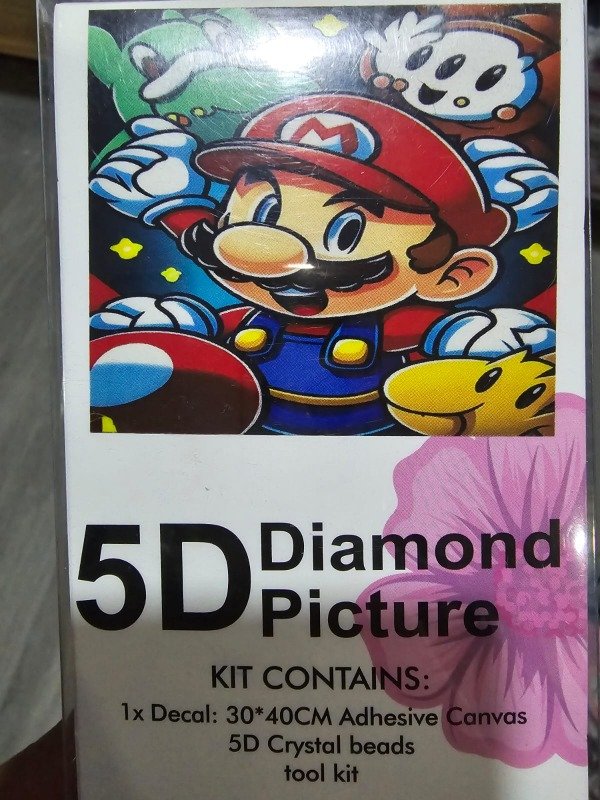 M
5D Diamond
Picture
KIT CONTAINS:
1x Decal: 30*40CM Adhesive Canvas
5D Crystal beads
tool kit